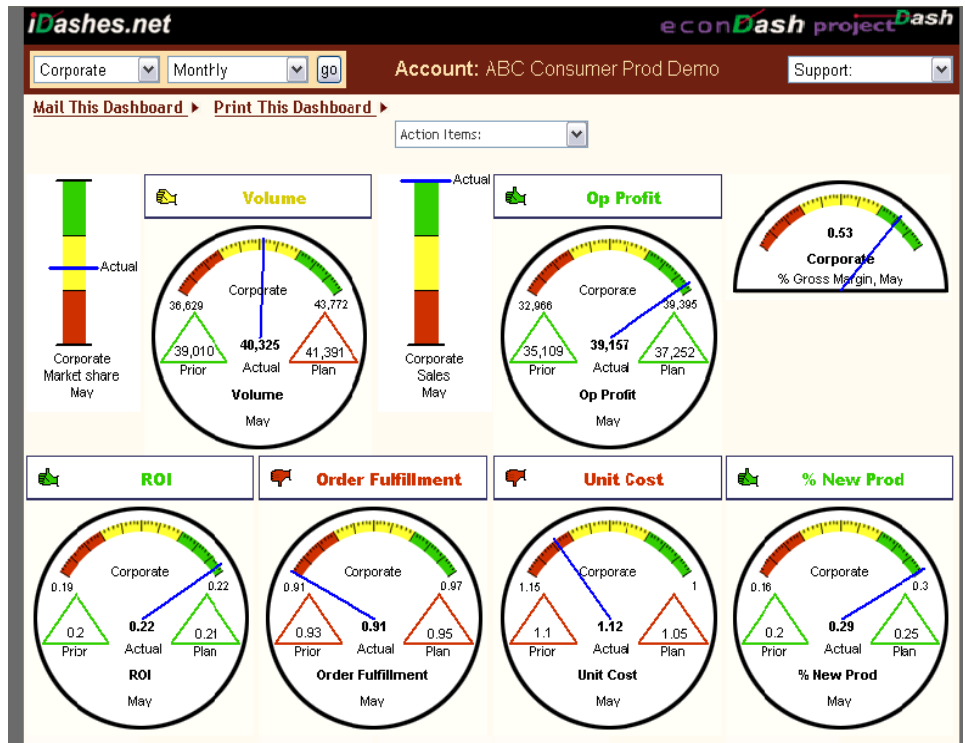 iDashes.net
econDash projectDash
Corporate
Monthly
go
Account: ABC Consumer Prod Demo
Support:
Mail This Dashboard
Print This Dashboard
Action Items:
Actual
Corporate
Market share
May
Volume
Corporate
36,629
43,772
39,010
40,325
41,391
Prior
Actual
Plan
Volume
May
Actual
Corporate
Sales
May
Op Profit
Corporate
32,966
39,395
35,109
39,157
37,252
Prior
Actual
Plan
Op Profit
May
0.53
Corporate
% Gross Margin, May
ROI
Corporate
0.19
0.22
0.2
0.22
0.21
Prior
Actual
Plan
ROI
May
Order Fulfillment
Corporate
0.91
0.97
0.93
0.91
0.95
Prior
Actual
Plan
Order Fulfillment
May
Unit Cost
Corporate
1.15
1
1.1
1.12
1.05
Prior
Actual
Plan
Unit Cost
May
% New Prod
Corporate
0.16
0.3
0.2
0.29
0.25
Prior
Actual
Plan
% New Prod
May